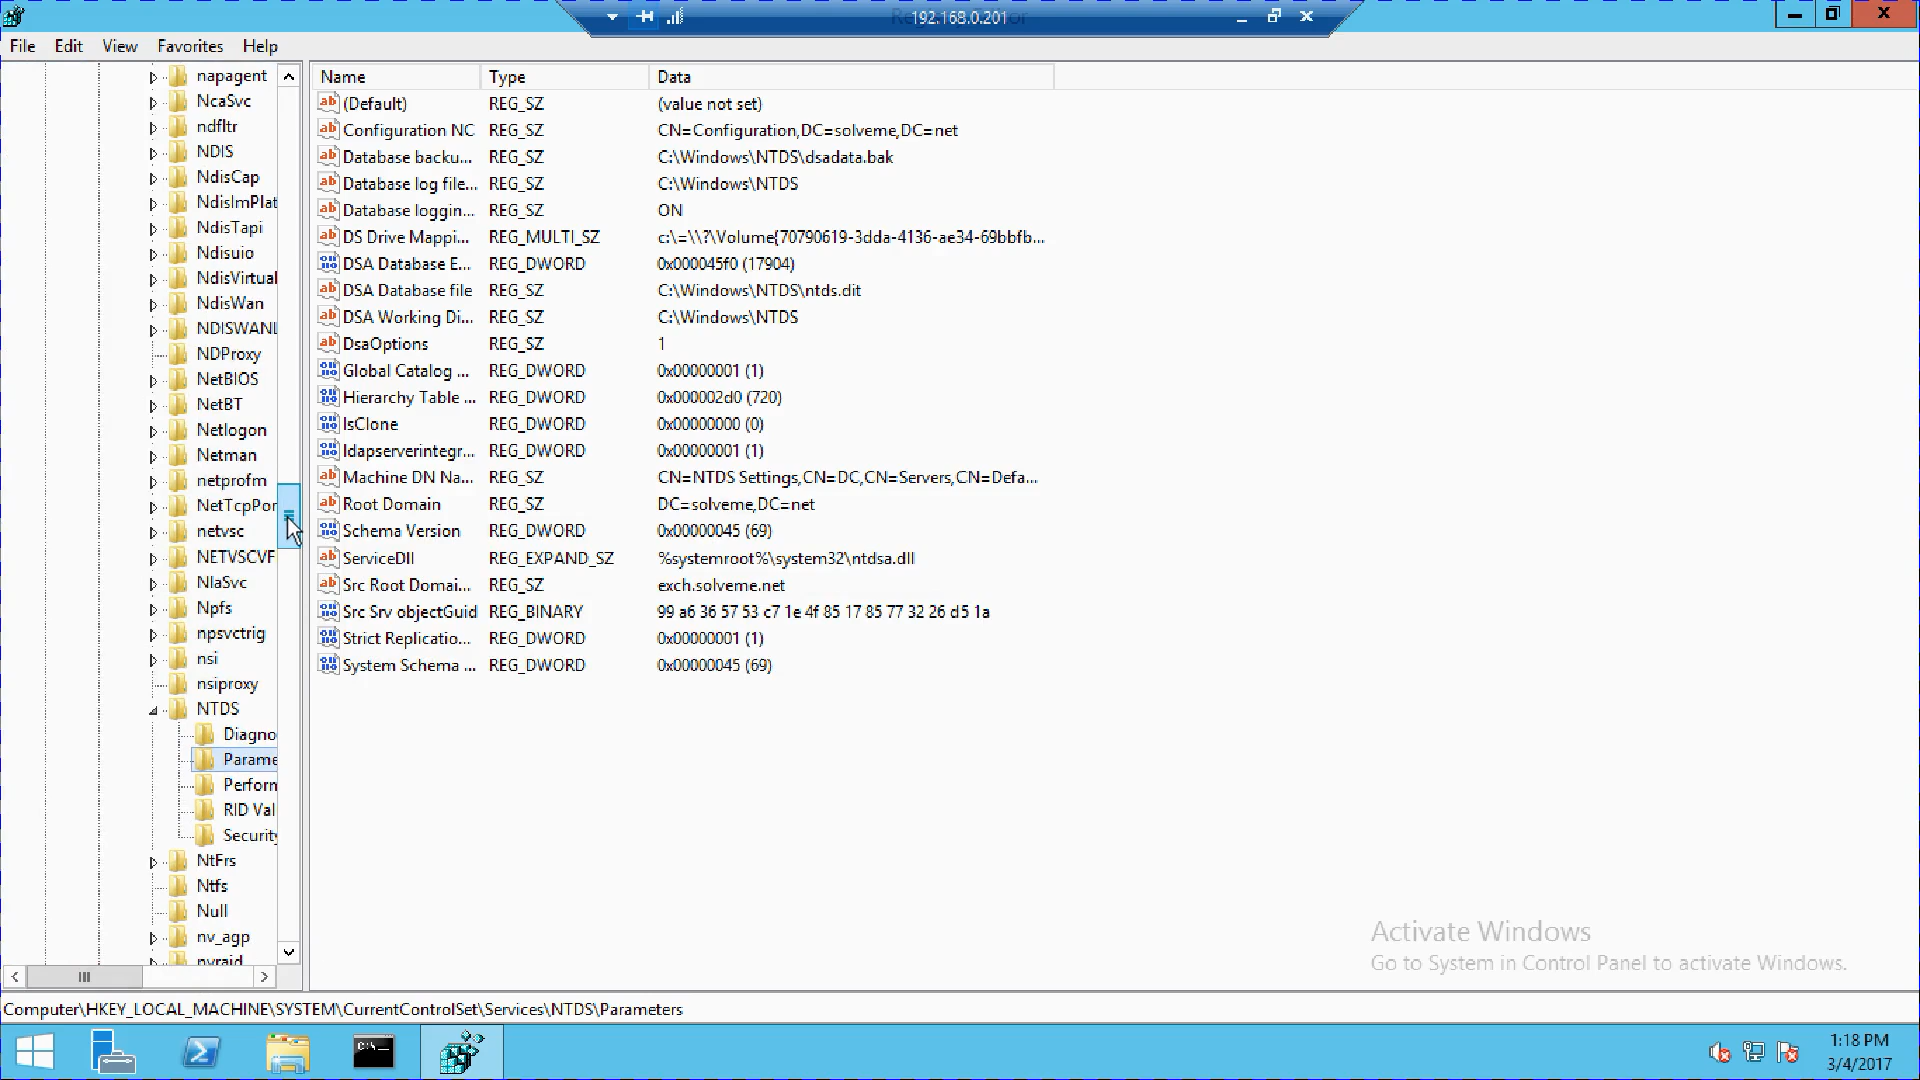 192.168.0.201
File Edit View Favorites Help
napagent
NcaSvc
ndfltr
NDIS
NdisCap
NdisImPlat
NdisTapi
Ndisuio
NdisVirtual
NdisWan
NDISWANL
NDProxy
NetBIOS
NetBT
Netlogon
Netman
netprofm
NetTcpPor
netvsc
NETVSCVF
NlaSvc
Npfs
npsvctrig
nsi
nsiproxy
NTDS
Diagno
Parame
Perforn
RID Val
Security
NtFrs
Ntfs
Null
nv_agp
nvraid
Name Type Data
(Default) REG_SZ (value not set)
Configuration NC REG_SZ CN=Configuration,DC=solveme,DC=net
Database backu... REG_SZ C:\Windows\NTDS\dsadata.bak
Database log file... REG_SZ C:\Windows\NTDS
Database loggin... REG_SZ ON
DS Drive Mappi... REG_MULTI_SZ c:\=\\?\Volume{70790619-3dda-4136-ae34-69bbfb...
DSA Database E... REG_DWORD 0x000045f0 (17904)
DSA Database file REG_SZ C:\Windows\NTDS\ntds.dit
DSA Working Di... REG_SZ C:\Windows\NTDS
DsaOptions REG_SZ 1
Global Catalog ... REG_DWORD 0x00000001 (1)
Hierarchy Table ... REG_DWORD 0x000002d0 (720)
IsClone REG_DWORD 0x00000000 (0)
ldapserverintegr... REG_DWORD 0x00000001 (1)
Machine DN Na... REG_SZ CN=NTDS Settings,CN=DC,CN=Servers,CN=Defa...
Root Domain REG_SZ DC=solveme,DC=net
Schema Version REG_DWORD 0x00000045 (69)
ServiceDll REG_EXPAND_SZ %systemroot%\system32\ntdsa.dll
Src Root Domai... REG_SZ exch.solveme.net
Src Srv objectGuid REG_BINARY 99 a6 36 57 53 c7 1e 4f 85 17 85 77 32 26 d5 1a
Strict Replicatio... REG_DWORD 0x00000001 (1)
System Schema ... REG_DWORD 0x00000045 (69)
Activate Windows
Go to System in Control Panel to activate Windows.
Computer\HKEY_LOCAL_MACHINE\SYSTEM\CurrentControlSet\Services\NTDS\Parameters
1:18 PM
3/4/2017